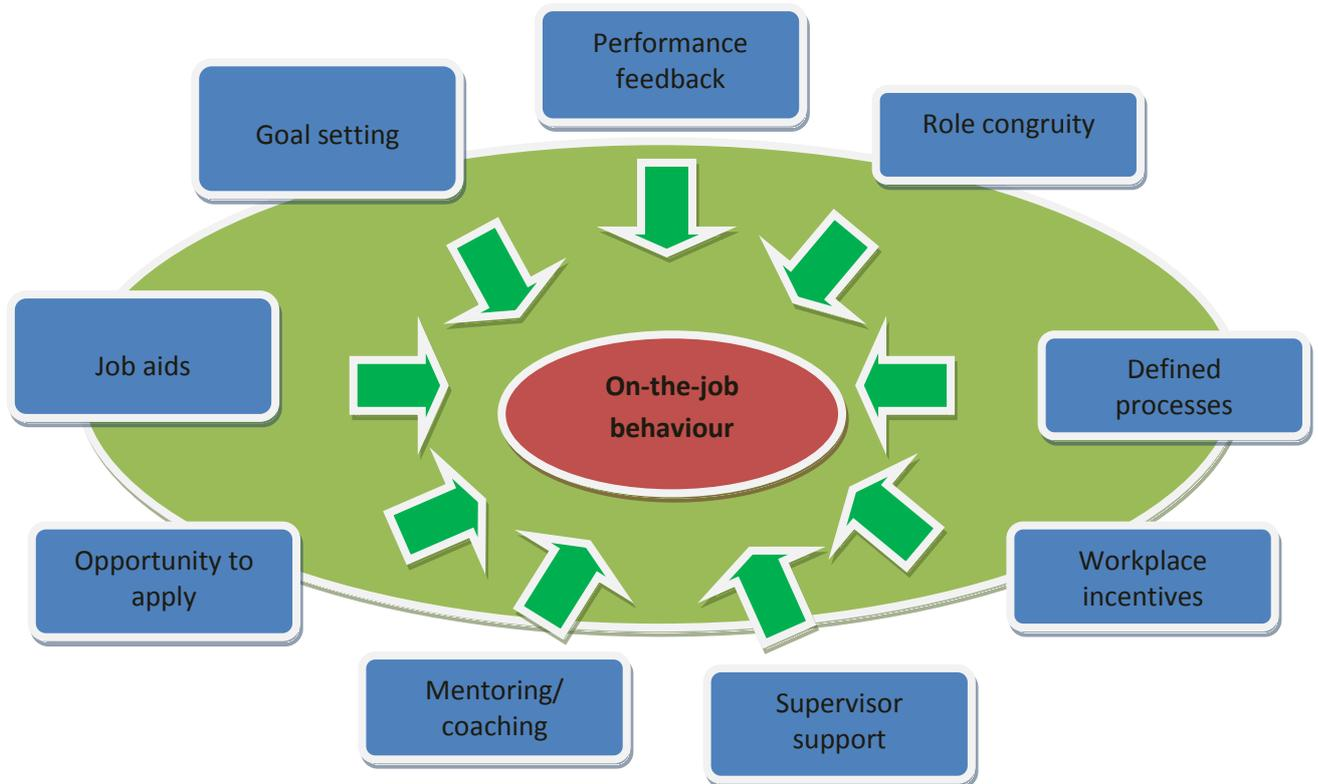 Performance
feedback
Goal setting
Role congruity
Job aids
On-the-job
behaviour
Defined
processes
Opportunity to
apply
Workplace
incentives
Mentoring/
coaching
Supervisor
support